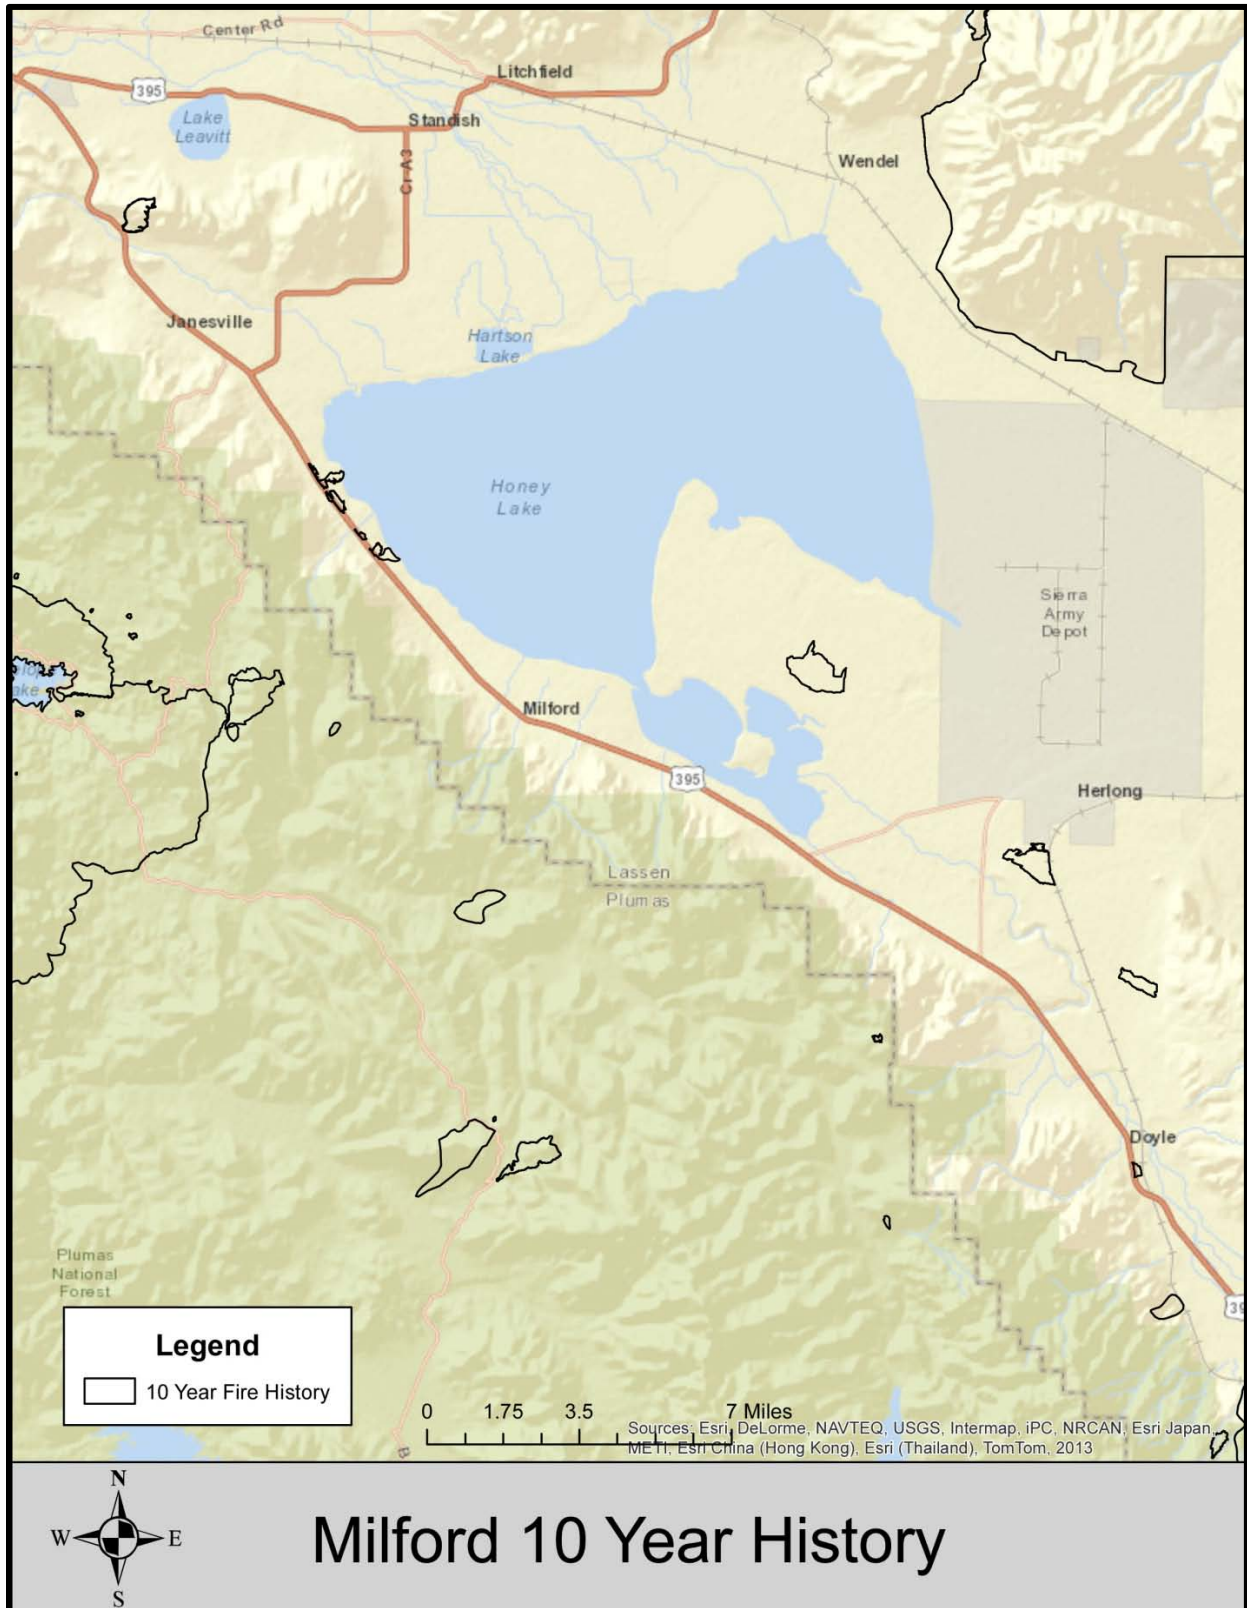 Center Rd
Litchfield
395
Lake
Leavitt
Standish
Cr A3
Wendel
Janesville
Hartson
Lake
Honey
Lake
Sierra
Army
Depot
Milford
395
Herlong
Lassen
Plumas
Doyle
Plumas
National
Forest
Legend
10 Year Fire History
0 1.75 3.5 7 Miles
Sources: Esri, DeLorme, NAVTEQ, USGS, Intermap, iPC, NRCAN, Esri Japan,
METI, Esri China (Hong Kong), Esri (Thailand), TomTom, 2013
N
W E
S
Milford 10 Year History